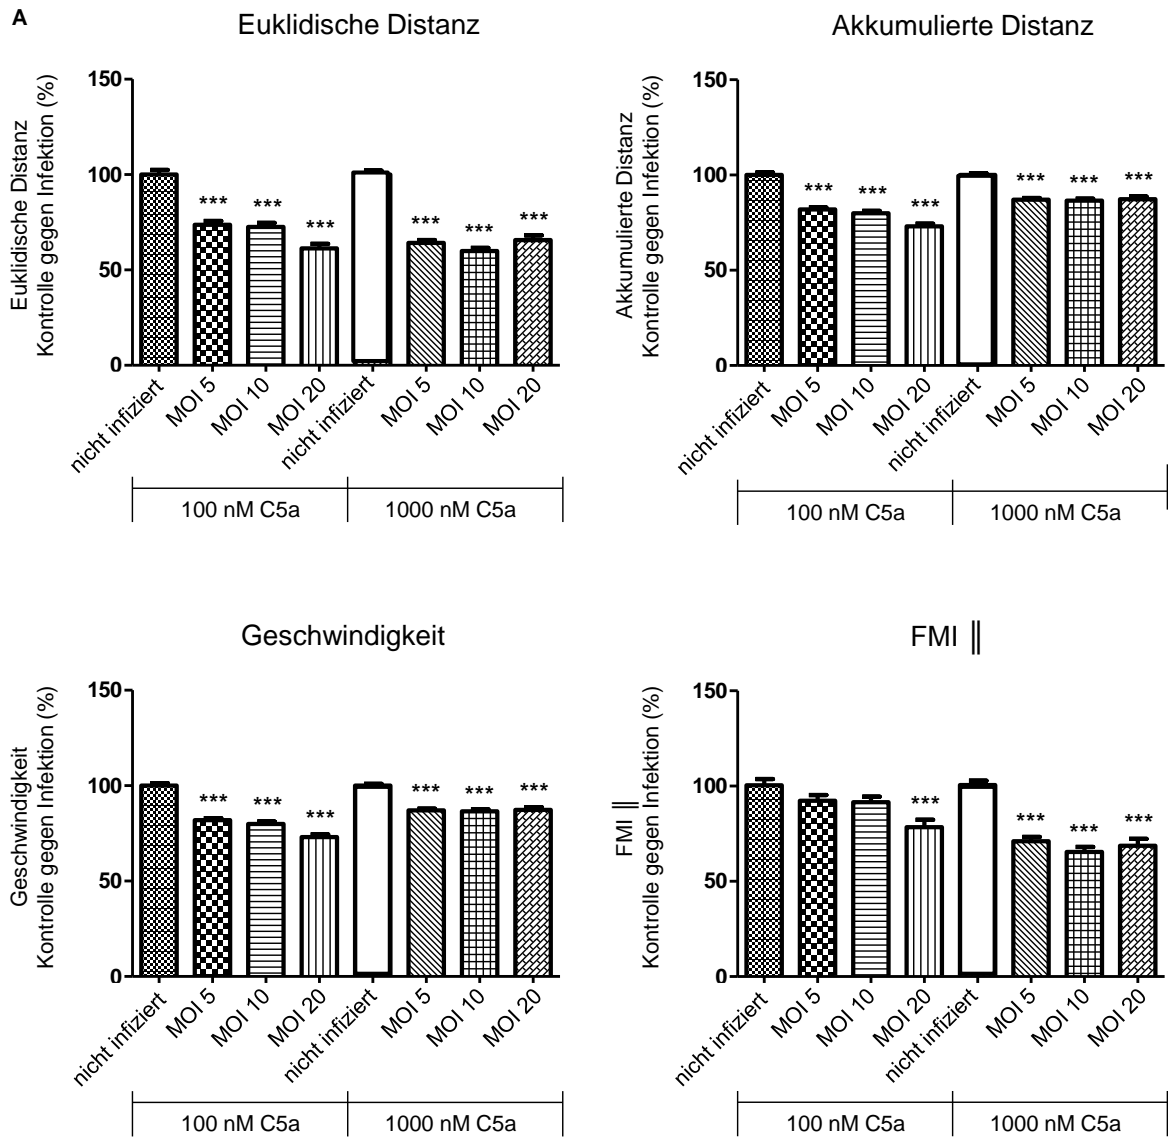 A
Euklidische Distanz
Euklidische Distanz
Kontrolle gegen Infektion (%)
150
100
50
0
***
***
***
***
***
***
nicht infiziert
MOI 5
MOI 10
MOI 20
nicht infiziert
MOI 5
MOI 10
MOI 20
100 nM C5a
1000 nM C5a
Akkumulierte Distanz
Akkumulierte Distanz
Kontrolle gegen Infektion (%)
150
100
50
0
***
***
***
***
***
***
nicht infiziert
MOI 5
MOI 10
MOI 20
nicht infiziert
MOI 5
MOI 10
MOI 20
100 nM C5a
1000 nM C5a
Geschwindigkeit
Geschwindigkeit
Kontrolle gegen Infektion (%)
150
100
50
0
***
***
***
***
***
***
nicht infiziert
MOI 5
MOI 10
MOI 20
nicht infiziert
MOI 5
MOI 10
MOI 20
100 nM C5a
1000 nM C5a
FMI ||
FMI ||
Kontrolle gegen Infektion (%)
150
100
50
0
***
***
***
***
nicht infiziert
MOI 5
MOI 10
MOI 20
nicht infiziert
MOI 5
MOI 10
MOI 20
100 nM C5a
1000 nM C5a